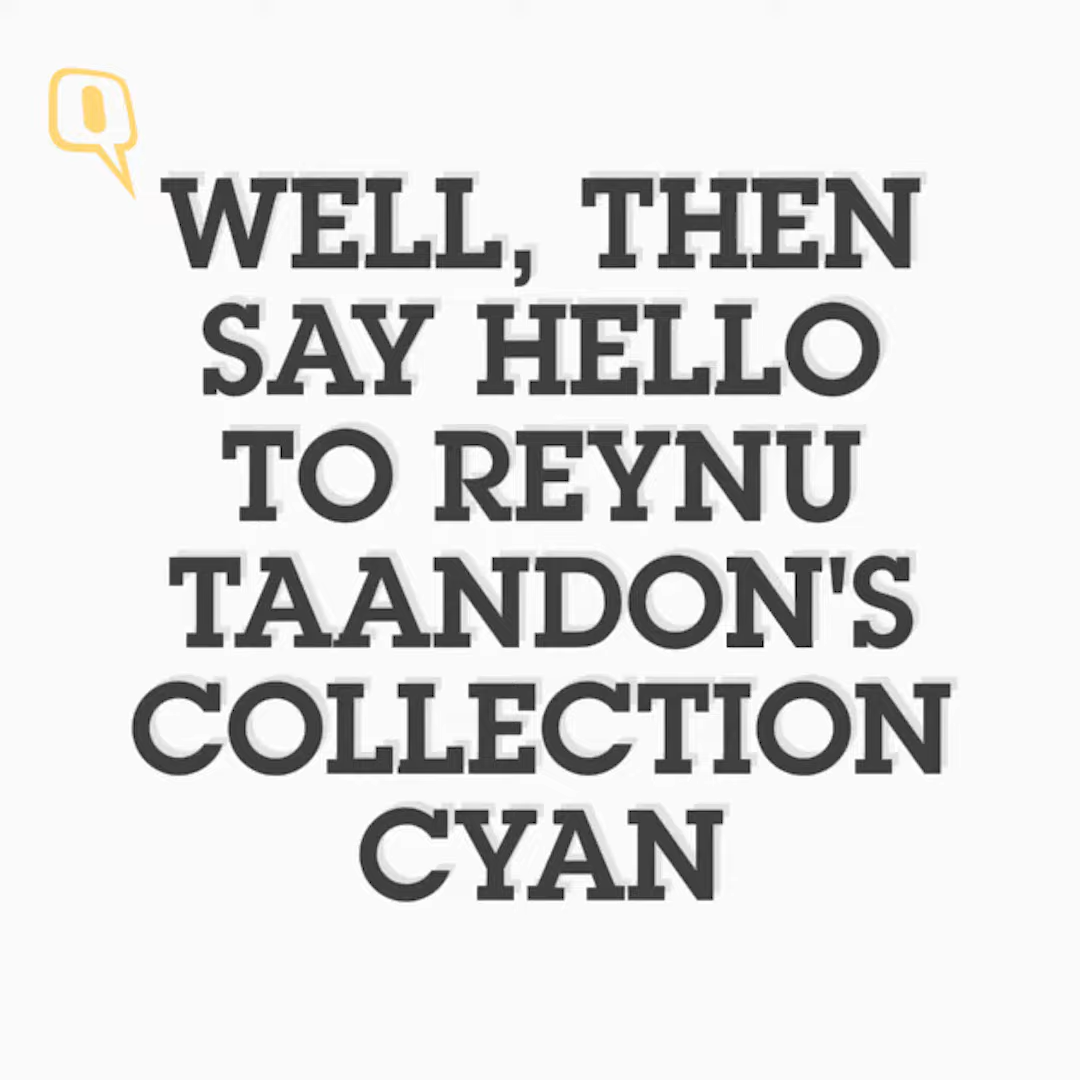 WELL, THEN
SAY HELLO
TO REYNU
TAANDON'S
COLLECTION
CYAN